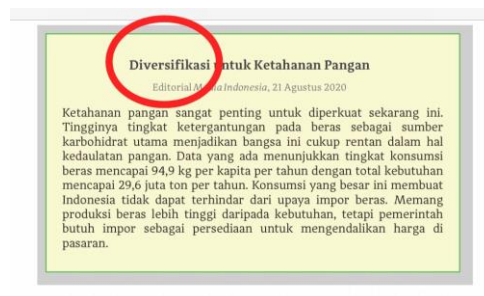 Diversifikasi untuk Ketahanan Pangan
Editorial Media Indonesia, 21 Agustus 2020
Ketahanan pangan sangat penting untuk diperkuat sekarang ini.
Tingginya tingkat ketergantungan pada beras sebagai sumber
karbohidrat utama menjadikan bangsa ini cukup rentan dalam hal
kedaulatan pangan. Data yang ada menunjukkan tingkat konsumsi
beras mencapai 94,9 kg per kapita per tahun dengan total kebutuhan
mencapai 29,6 juta ton per tahun. Konsumsi yang besar ini membuat
Indonesia tidak dapat terhindar dari upaya impor beras. Memang
produksi beras lebih tinggi daripada kebutuhan, tetapi pemerintah
butuh impor sebagai persediaan untuk mengendalikan harga di
pasaran.